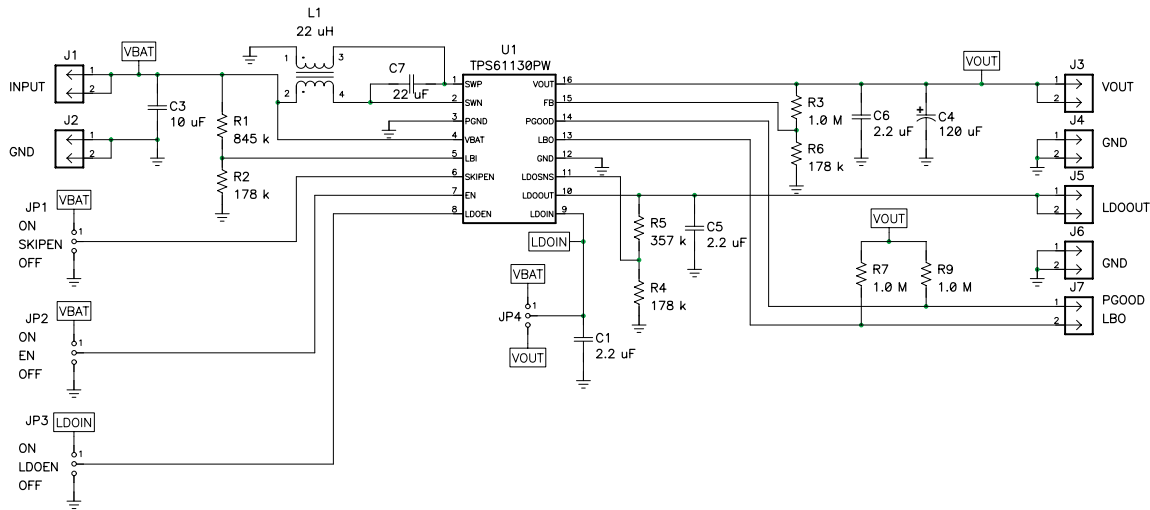 L1
22 uH
1
3
2
4
J1
VBAT
INPUT
1
2
C3
10 uF
J2
GND
1
2
R1
845 k
R2
178 k
C7
22 uF
U1
TPS61130PW
1 SWP VOUT 16
2 SWN FB 15
3 PGND PGOOD 14
4 VBAT LBO 13
5 LBI GND 12
6 SKIPEN LDOSNS 11
7 EN LDOOUT 10
8 LDOEN LDOIN 9
R3
1.0 M
R6
178 k
C6
2.2 uF
C4
120 uF
+
VOUT
J3
1
2
VOUT
J4
1
2
GND
J5
1
2
LDOOUT
J6
1
2
GND
J7
1
2
PGOOD
LBO
R5
357 k
C5
2.2 uF
R4
178 k
VOUT
R7
1.0 M
R9
1.0 M
LDOIN
VBAT
JP4
1
VOUT
C1
2.2 uF
JP1
VBAT
ON
SKIPEN
OFF
1
JP2
VBAT
ON
EN
OFF
1
JP3
LDOIN
ON
LDOEN
OFF
1